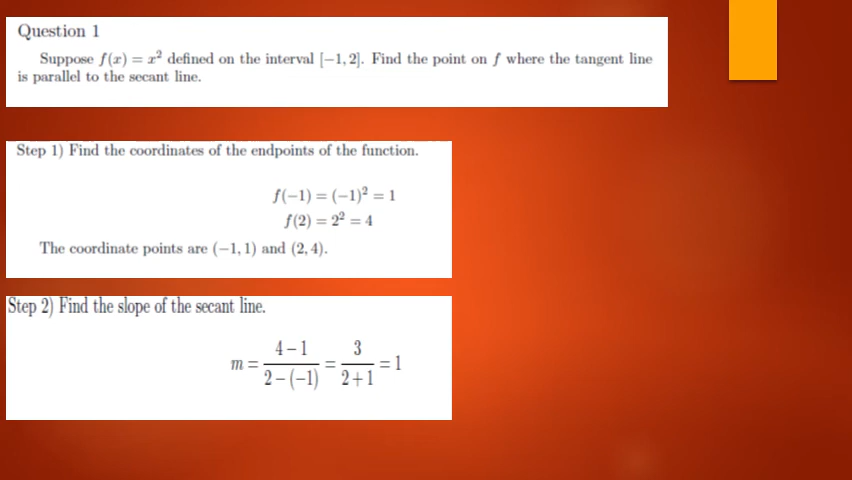 Question 1
Suppose f(x) = x² defined on the interval [−1, 2]. Find the point on f where the tangent line
is parallel to the secant line.
Step 1) Find the coordinates of the endpoints of the function.
f(−1) = (−1)² = 1
f(2) = 2² = 4
The coordinate points are (−1, 1) and (2, 4).
Step 2) Find the slope of the secant line.
m = (4 − 1)/(2 − (−1)) = 3/(2 + 1) = 1